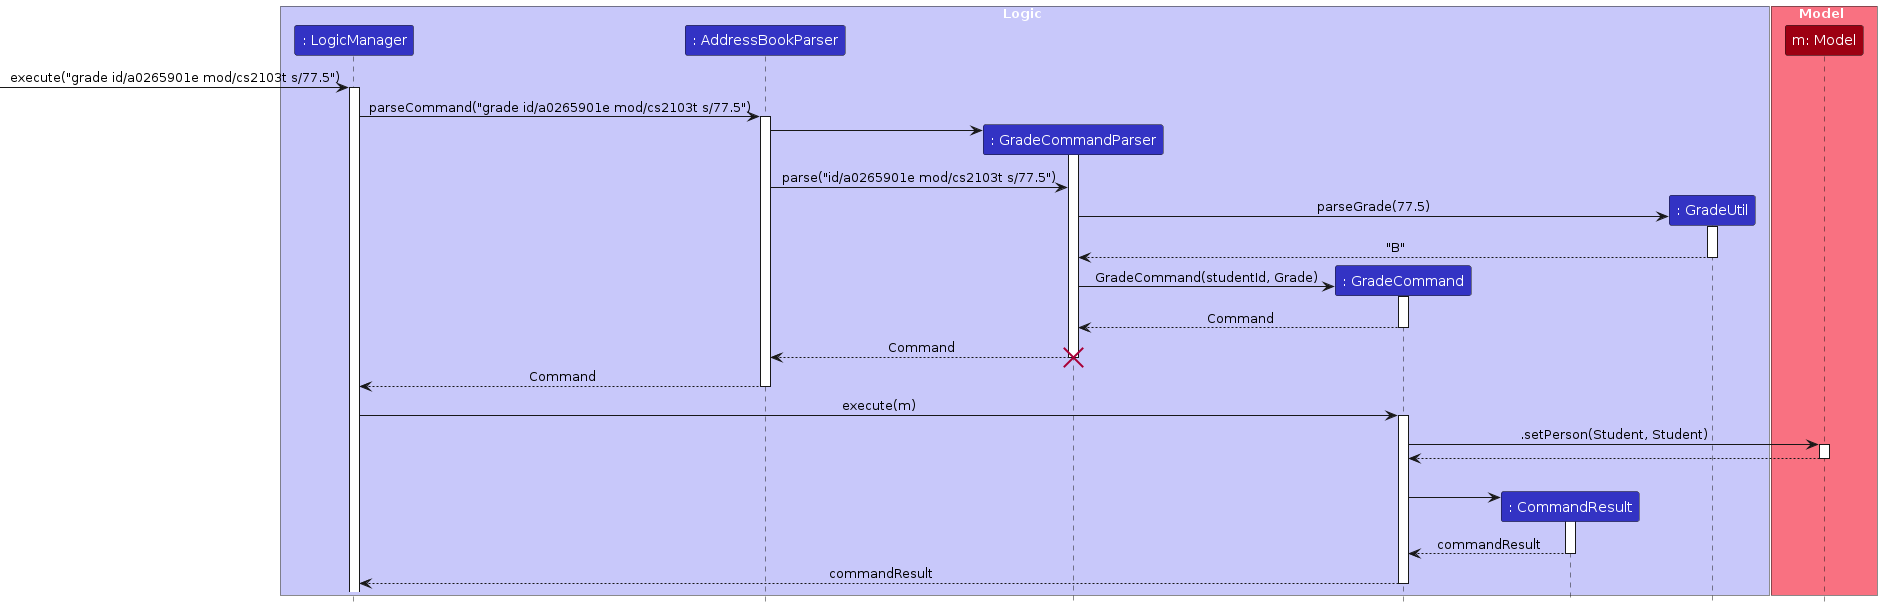 Logic
Model
: LogicManager
: AddressBookParser
m: Model
execute("grade id/a0265901e mod/cs2103t s/77.5")
parseCommand("grade id/a0265901e mod/cs2103t s/77.5")
: GradeCommandParser
parse("id/a0265901e mod/cs2103t s/77.5")
parseGrade(77.5)
: GradeUtil
"B"
GradeCommand(studentId, Grade)
: GradeCommand
Command
Command
Command
execute(m)
.setPerson(Student, Student)
: CommandResult
commandResult
commandResult